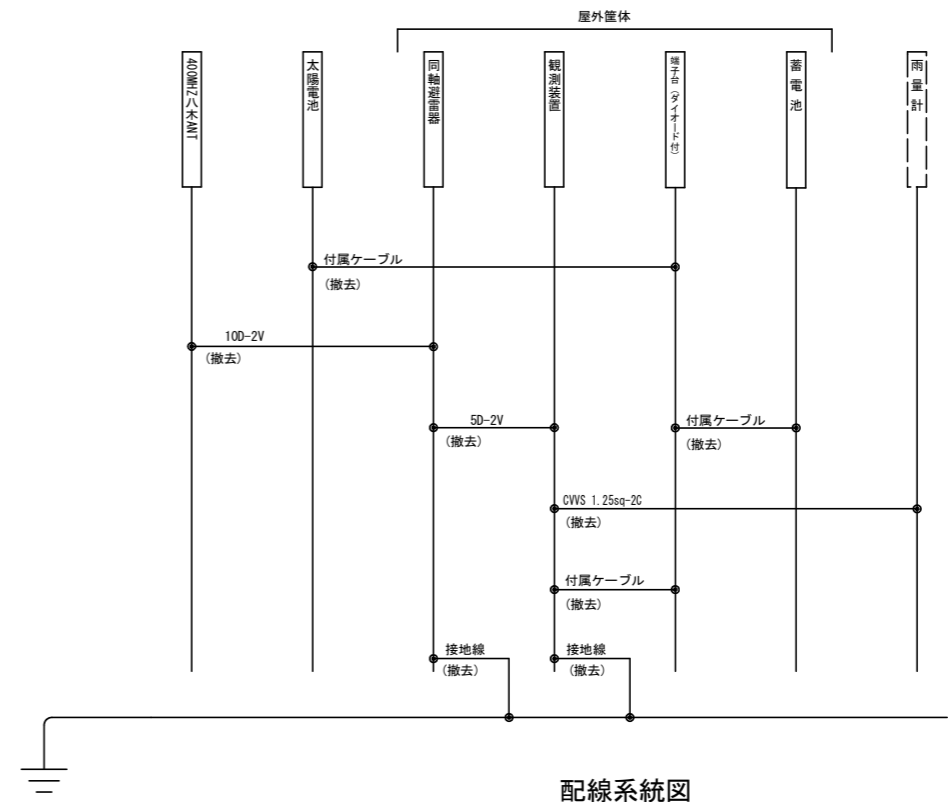 屋外筐体
400MHZ八木ANT
太陽電池
同軸避雷器
観測装置
端子台(ダイオード付)
蓄電池
雨量計
付属ケーブル
(撤去)
10D-2V
(撤去)
5D-2V
(撤去)
付属ケーブル
(撤去)
CVVS 1.25sq-2C
(撤去)
付属ケーブル
(撤去)
接地線
(撤去)
接地線
(撤去)
配線系統図